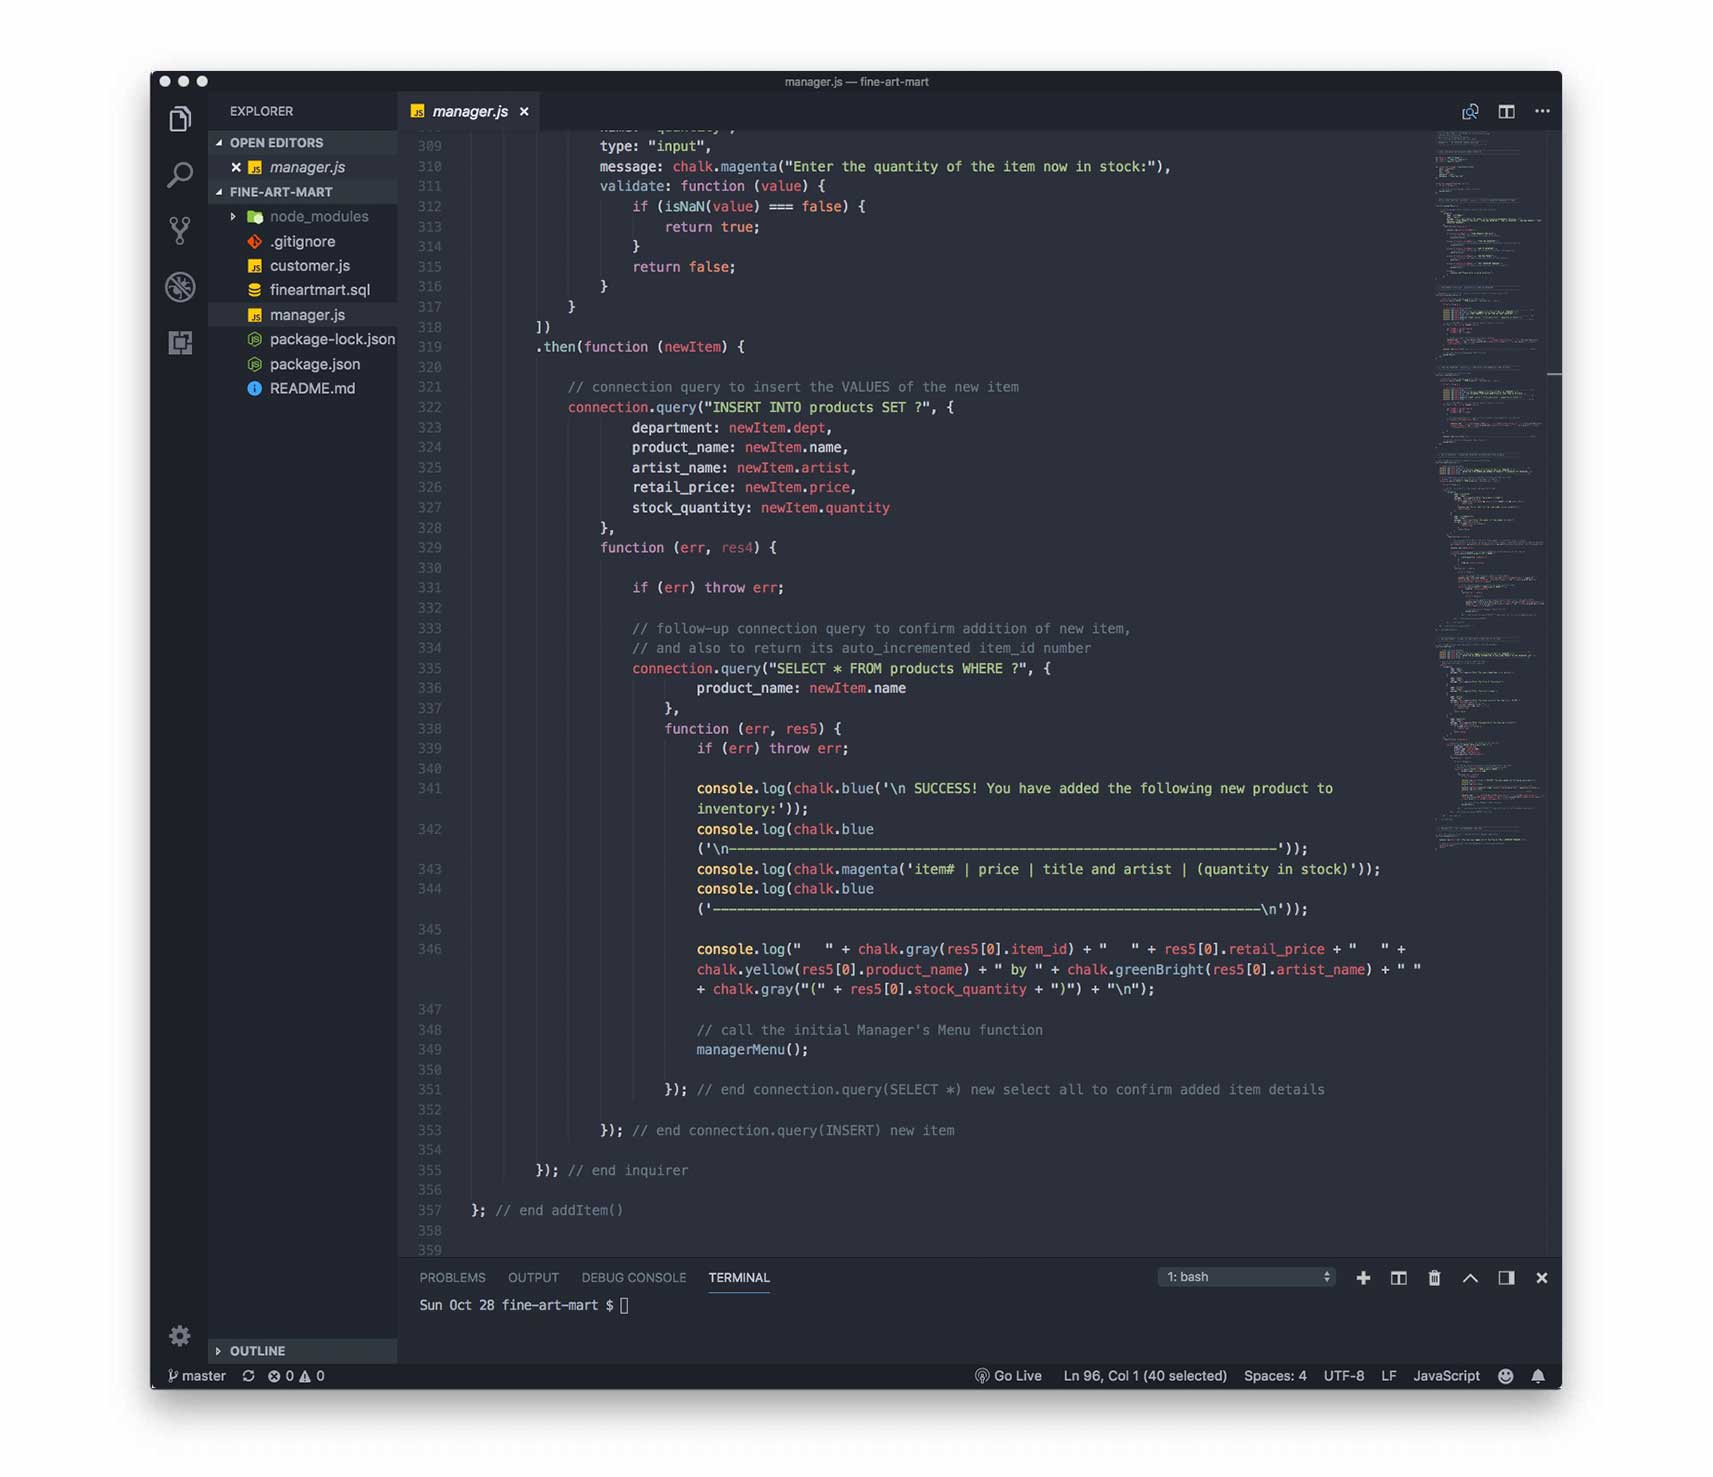 manager.js — fine-art-mart
EXPLORER
OPEN EDITORS
manager.js
FINE-ART-MART
node_modules
.gitignore
customer.js
fineartmart.sql
manager.js
package-lock.json
package.json
README.md
OUTLINE
manager.js
309 type: "input",
310 message: chalk.magenta("Enter the quantity of the item now in stock:"),
311 validate: function (value) {
312 if (isNaN(value) === false) {
313 return true;
314 }
315 return false;
316 }
317 }
318 ])
319 .then(function (newItem) {
320
321 // connection query to insert the VALUES of the new item
322 connection.query("INSERT INTO products SET ?", {
323 department: newItem.dept,
324 product_name: newItem.name,
325 artist_name: newItem.artist,
326 retail_price: newItem.price,
327 stock_quantity: newItem.quantity
328 },
329 function (err, res4) {
330
331 if (err) throw err;
332
333 // follow-up connection query to confirm addition of new item,
334 // and also to return its auto_incremented item_id number
335 connection.query("SELECT * FROM products WHERE ?", {
336 product_name: newItem.name
337 },
338 function (err, res5) {
339 if (err) throw err;
340
341 console.log(chalk.blue('\n SUCCESS! You have added the following new product to
inventory:'));
342 console.log(chalk.blue
('\n--------------------------------------------------------------------'));
343 console.log(chalk.magenta('item# | price | title and artist | (quantity in stock)'));
344 console.log(chalk.blue
('--------------------------------------------------------------------\n'));
345
346 console.log("   " + chalk.gray(res5[0].item_id) + "   " + res5[0].retail_price + "   " +
chalk.yellow(res5[0].product_name) + " by " + chalk.greenBright(res5[0].artist_name) + " "
+ chalk.gray("(" + res5[0].stock_quantity + ")") + "\n");
347
348 // call the initial Manager's Menu function
349 managerMenu();
350
351 }); // end connection.query(SELECT *) new select all to confirm added item details
352
353 }); // end connection.query(INSERT) new item
354
355 }); // end inquirer
356
357 }; // end addItem()
358
359
PROBLEMS OUTPUT DEBUG CONSOLE TERMINAL 1: bash
Sun Oct 28 fine-art-mart $
master 0 0 Go Live Ln 96, Col 1 (40 selected) Spaces: 4 UTF-8 LF JavaScript